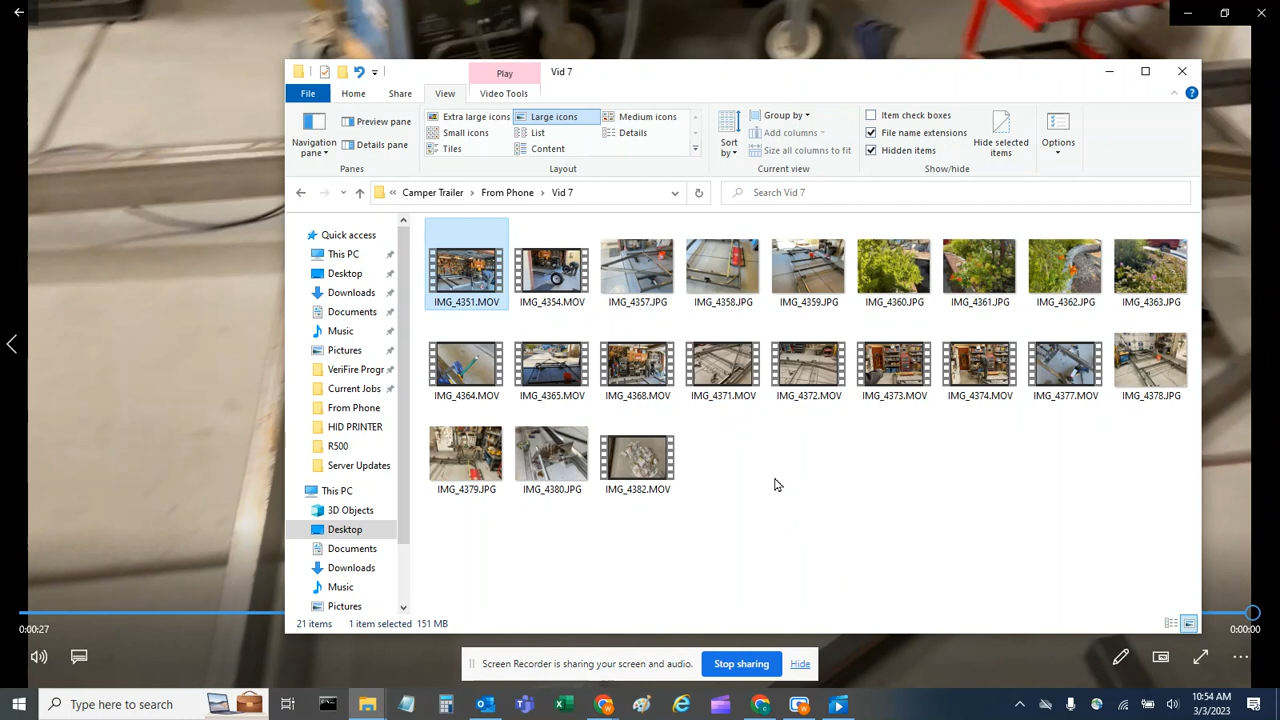 Vid 7
Play
File
Home
Share
View
Video Tools
Navigation pane
Preview pane
Details pane
Panes
Extra large icons
Large icons
Medium icons
Small icons
List
Details
Tiles
Content
Layout
Sort by
Group by
Add columns
Size all columns to fit
Current view
Item check boxes
File name extensions
Hidden items
Hide selected items
Show/hide
Options
« Camper Trailer > From Phone > Vid 7
Search Vid 7
Quick access
This PC
Desktop
Downloads
Documents
Music
Pictures
VeriFire Progr
Current Jobs
From Phone
HID PRINTER
R500
Server Updates
This PC
3D Objects
Desktop
Documents
Downloads
Music
Pictures
IMG_4351.MOV
IMG_4354.MOV
IMG_4357.JPG
IMG_4358.JPG
IMG_4359.JPG
IMG_4360.JPG
IMG_4361.JPG
IMG_4362.JPG
IMG_4363.JPG
IMG_4364.MOV
IMG_4365.MOV
IMG_4368.MOV
IMG_4371.MOV
IMG_4372.MOV
IMG_4373.MOV
IMG_4374.MOV
IMG_4377.MOV
IMG_4378.JPG
IMG_4379.JPG
IMG_4380.JPG
IMG_4382.MOV
21 items
1 item selected 151 MB
0:00:27
0:00:00
Screen Recorder is sharing your screen and audio.
Stop sharing
Hide
Type here to search
10:54 AM
3/3/2023